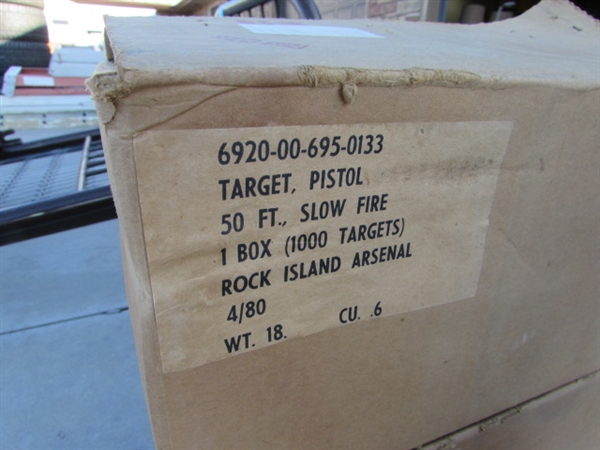 6920-00-695-0133
TARGET, PISTOL
50 FT., SLOW FIRE
1 BOX (1000 TARGETS)
ROCK ISLAND ARSENAL
4/80
WT. 18. CU. .6